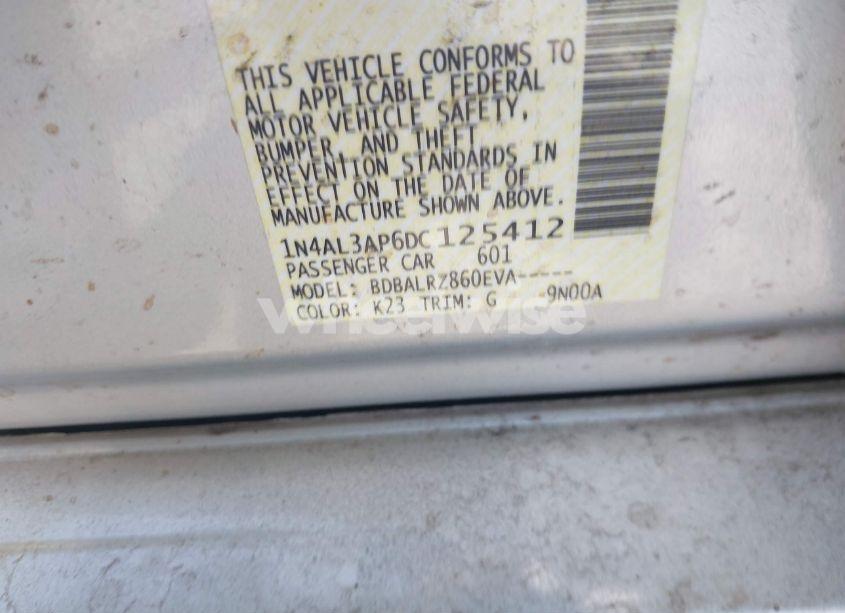 THIS VEHICLE CONFORMS TO
ALL APPLICABLE FEDERAL
MOTOR VEHICLE SAFETY,
BUMPER, AND THEFT
PREVENTION STANDARDS IN
EFFECT ON THE DATE OF
MANUFACTURE SHOWN ABOVE.
1N4AL3AP6DC125412
PASSENGER CAR 601
MODEL: BDBALRZ860EVA-----
COLOR: K23 TRIM: G -9N00A
wheelwise